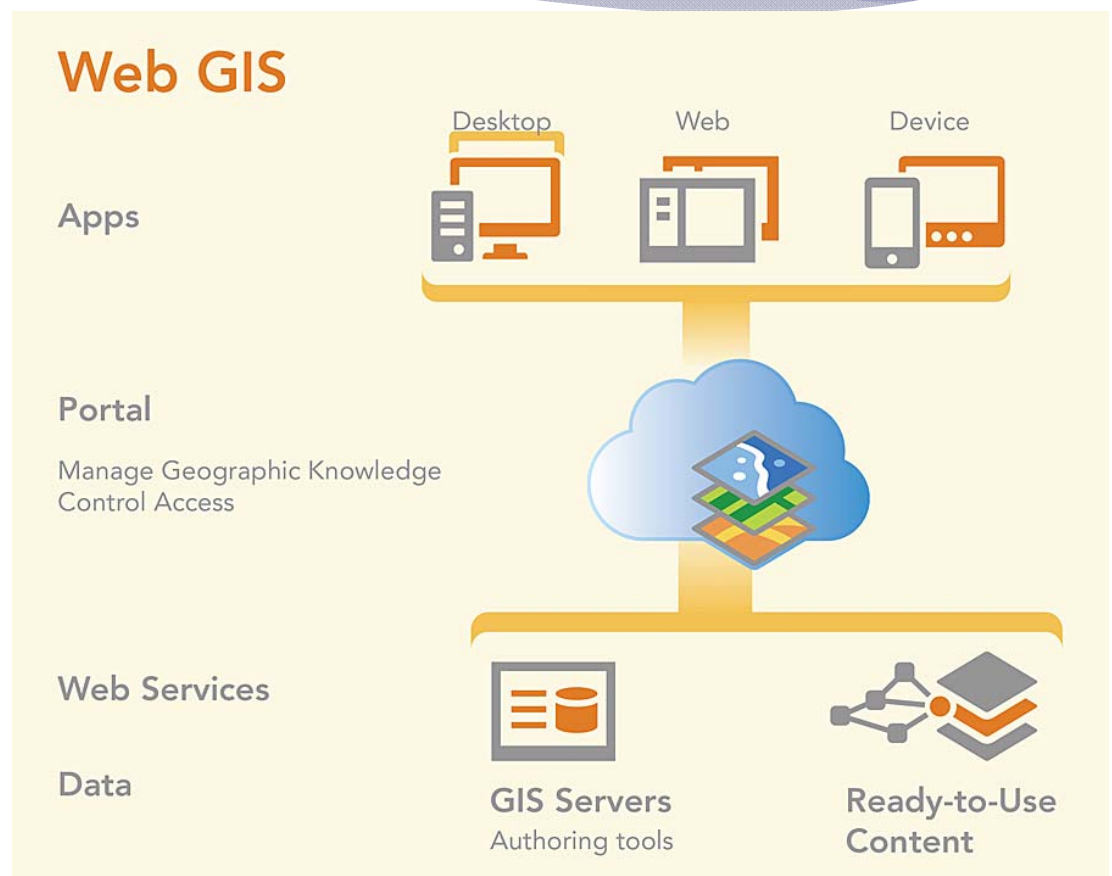 Web GIS
Desktop
Web
Device
Apps
Portal
Manage Geographic Knowledge
Control Access
Web Services
Data
GIS Servers
Authoring tools
Ready-to-Use
Content